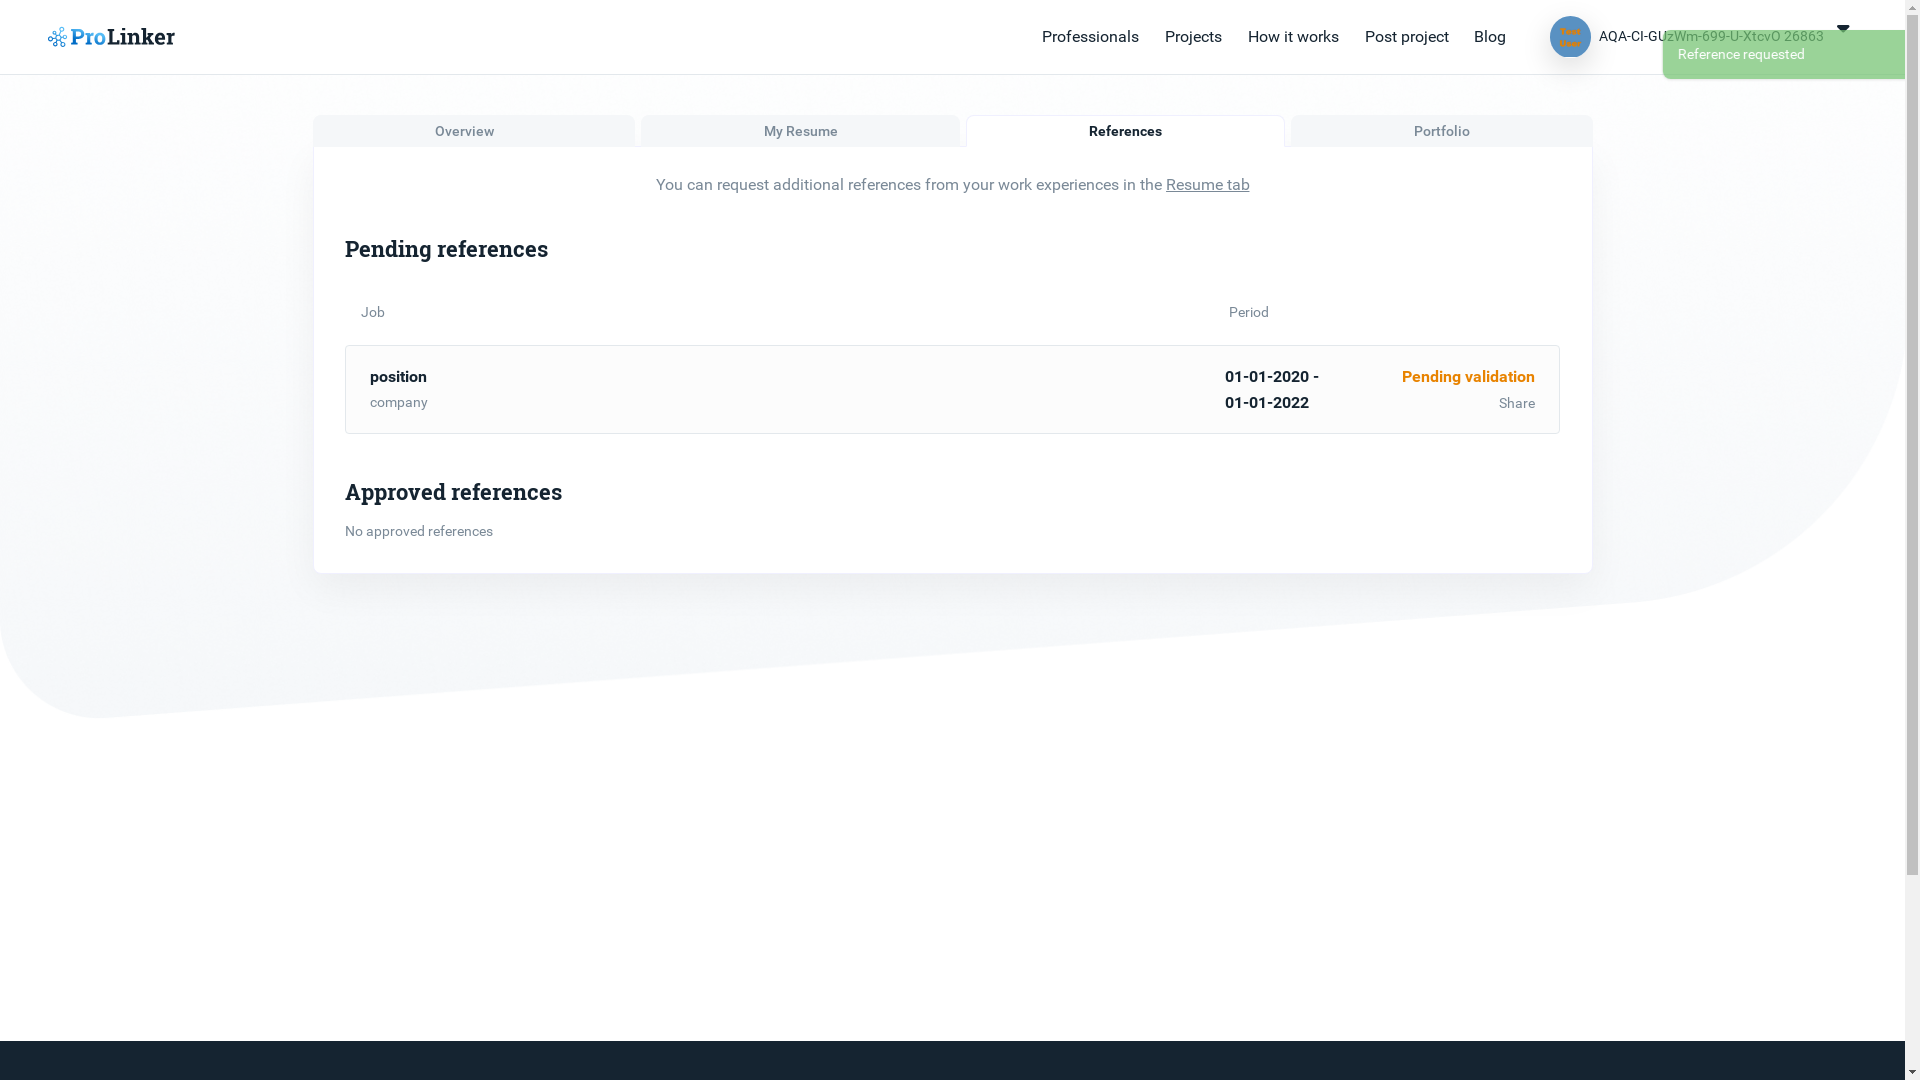 ProLinker
Professionals
Projects
How it works
Post project
Blog
Test User
AQA-CI-GUzWm-699-U-XtcvO 26863
Reference requested
Overview
My Resume
References
Portfolio
You can request additional references from your work experiences in the Resume tab
Pending references
Job
Period
position
company
01-01-2020 -
01-01-2022
Pending validation
Share
Approved references
No approved references